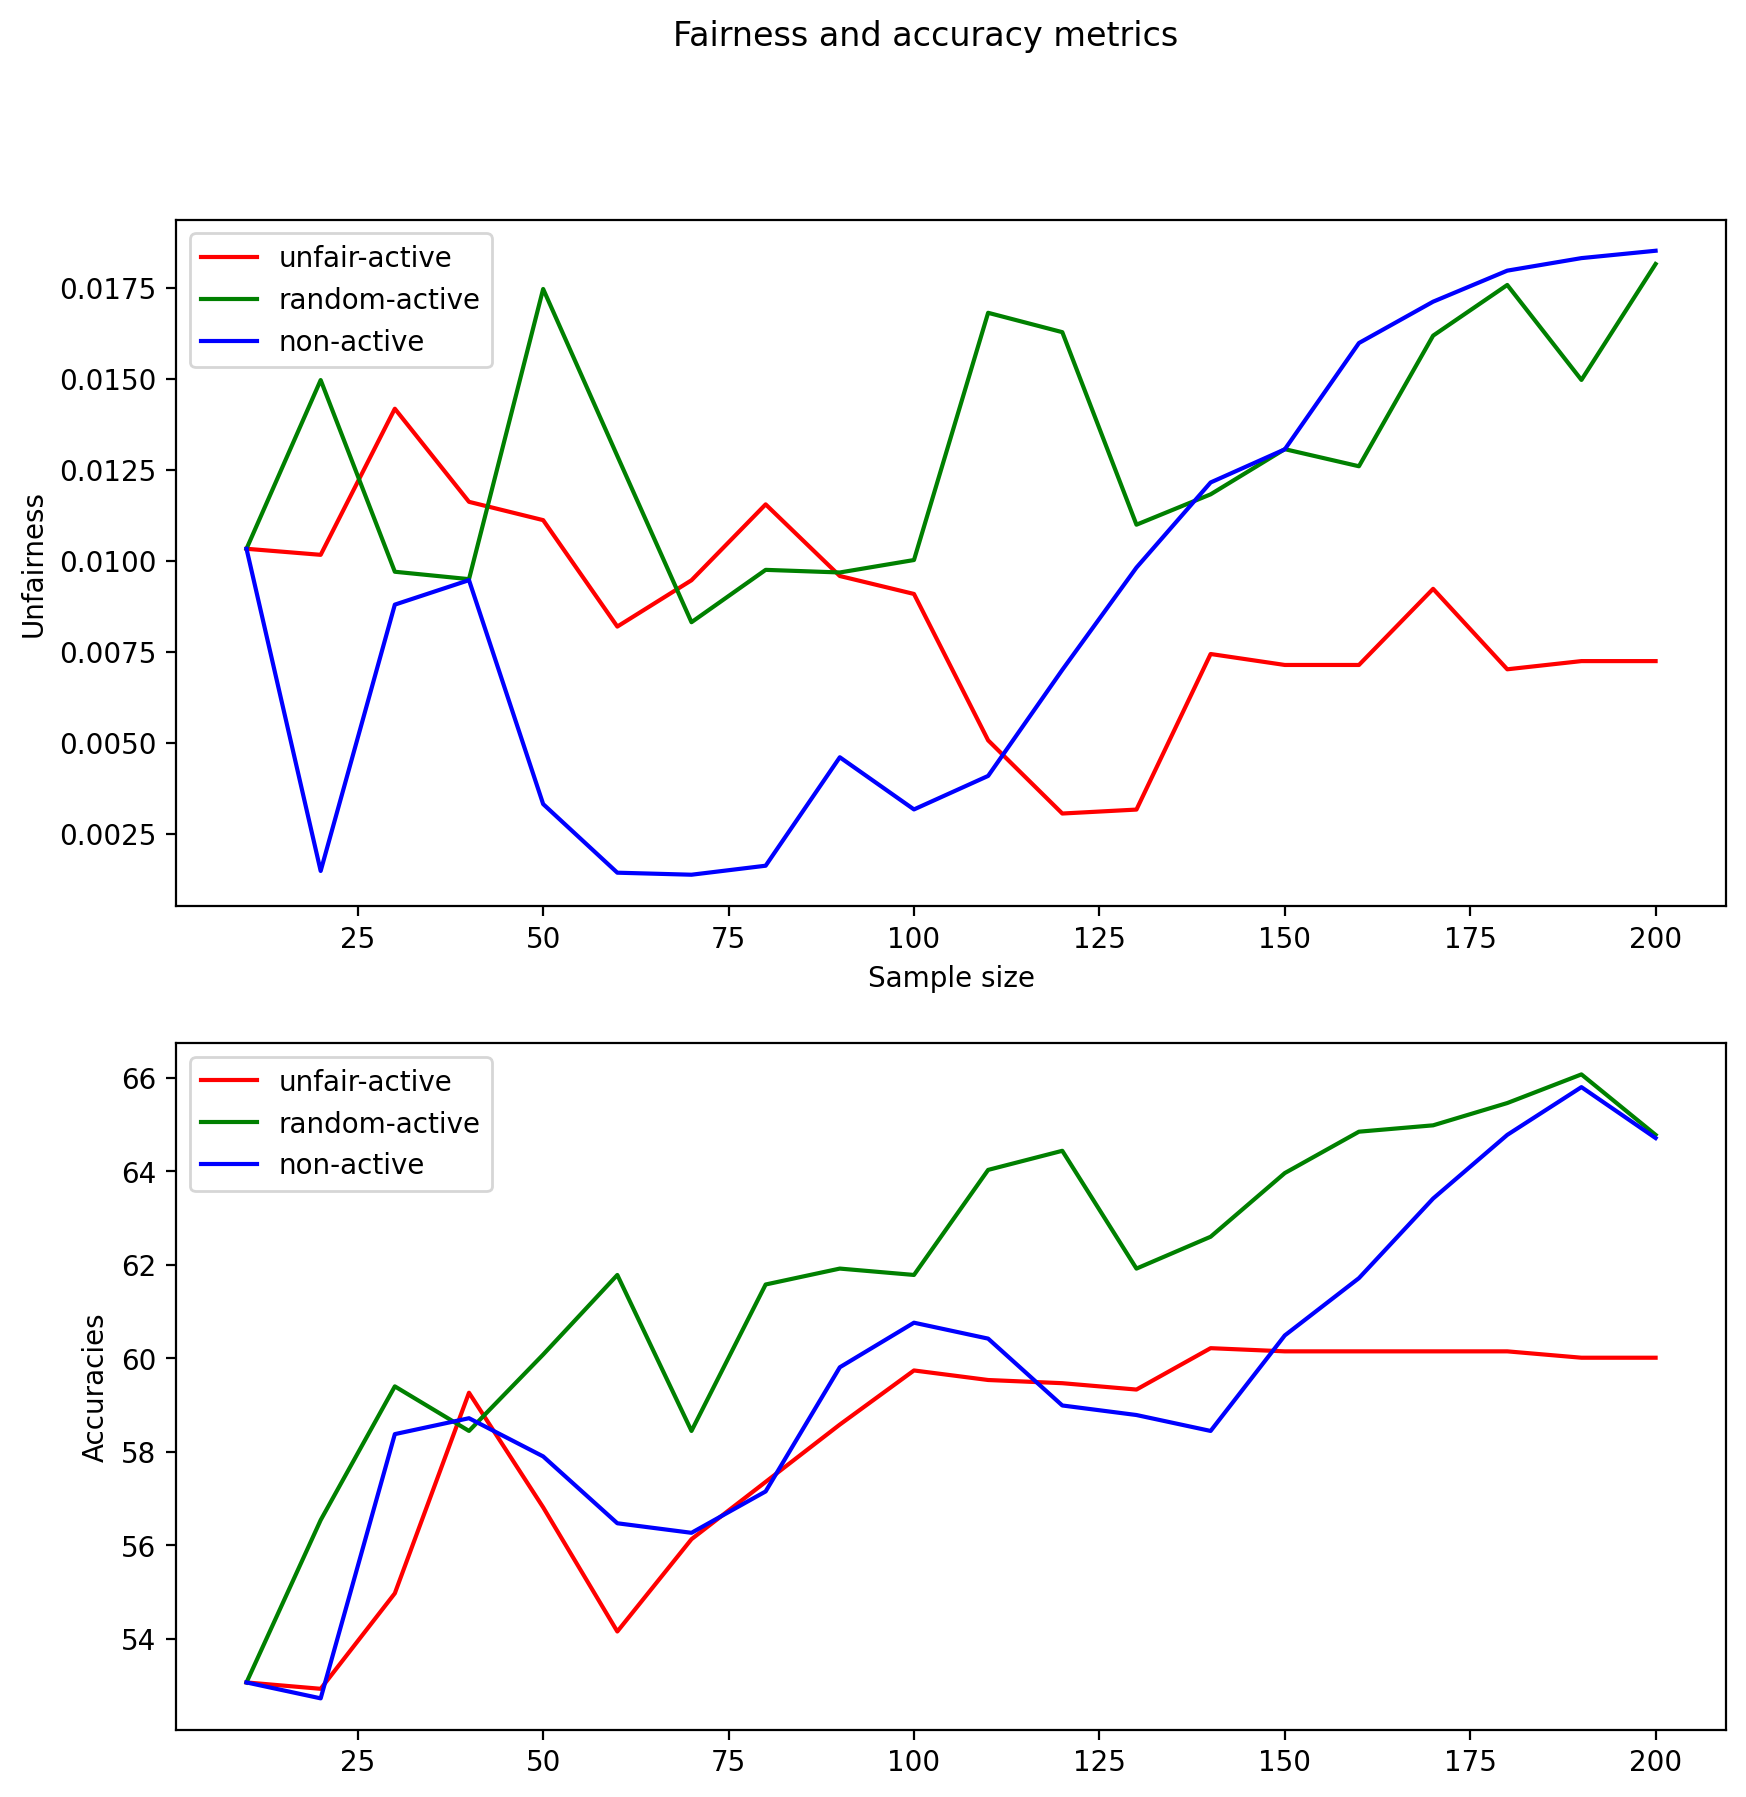 Fairness and accuracy metrics
unfair-active
random-active
non-active
0.0175
0.0150
0.0125
0.0100
0.0075
0.0050
0.0025
Unfairness
25 50 75 100 125 150 175 200
Sample size
unfair-active
random-active
non-active
66
64
62
60
58
56
54
Accuracies
25 50 75 100 125 150 175 200